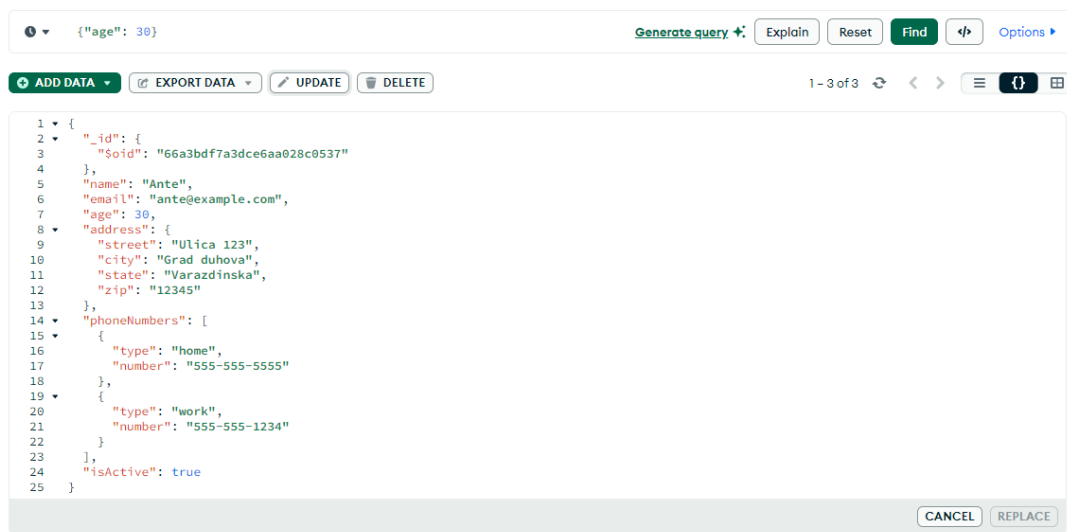 {"age": 30}
Generate query
Explain
Reset
Find
</>
Options
ADD DATA
EXPORT DATA
UPDATE
DELETE
1 – 3 of 3
{}
1 {
2 "_id": {
3 "$oid": "66a3bdf7a3dce6aa028c0537"
4 },
5 "name": "Ante",
6 "email": "ante@example.com",
7 "age": 30,
8 "address": {
9 "street": "Ulica 123",
10 "city": "Grad duhova",
11 "state": "Varazdinska",
12 "zip": "12345"
13 },
14 "phoneNumbers": [
15 {
16 "type": "home",
17 "number": "555-555-5555"
18 },
19 {
20 "type": "work",
21 "number": "555-555-1234"
22 }
23 ],
24 "isActive": true
25 }
CANCEL
REPLACE